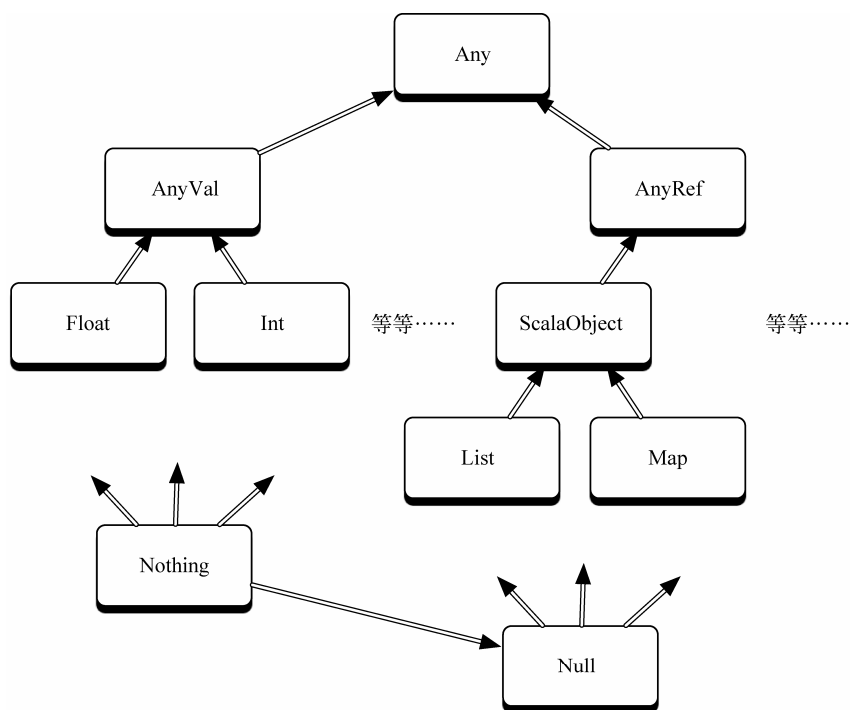 Any
AnyVal
AnyRef
Float
Int
等等……
ScalaObject
等等……
List
Map
Nothing
Null